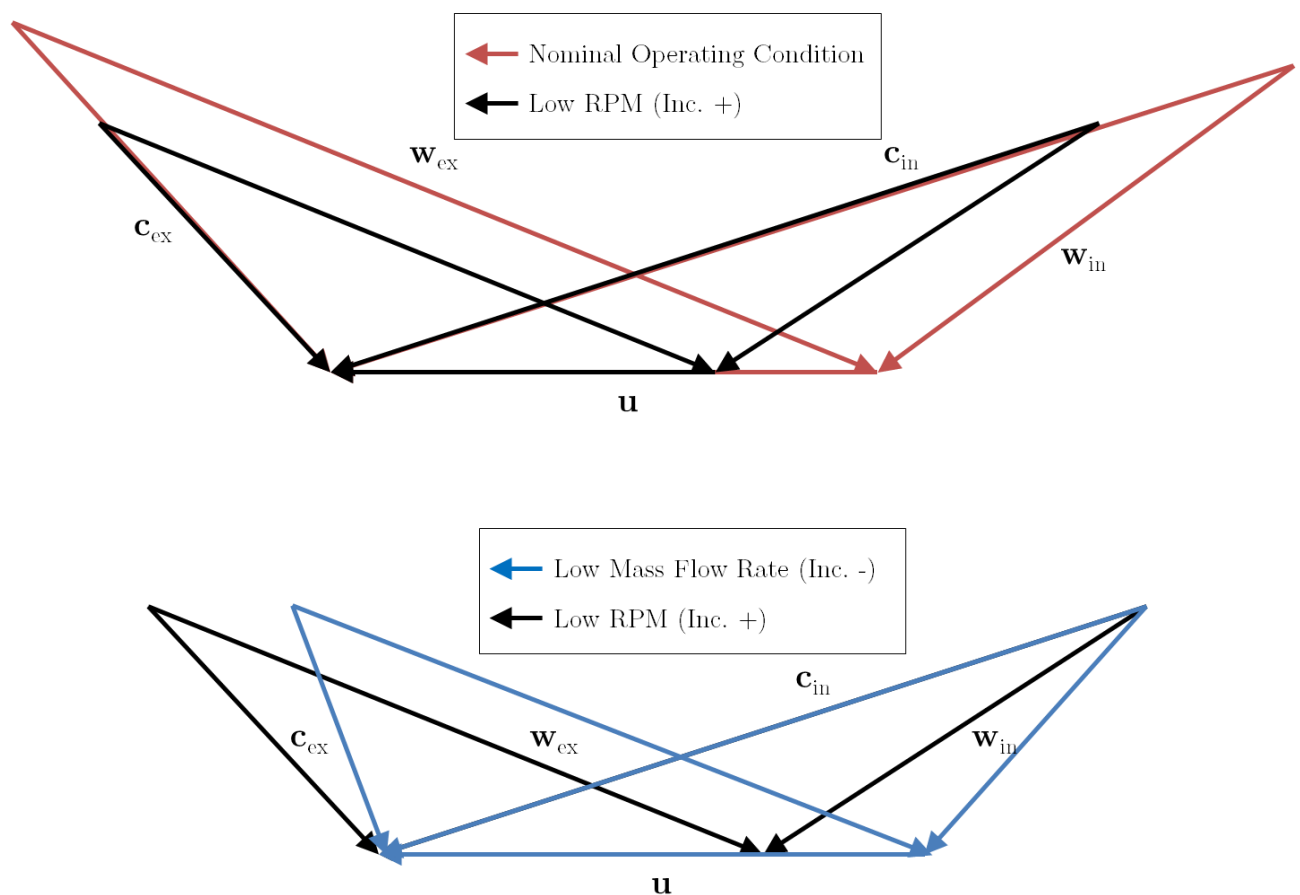 Nominal Operating Condition
Low RPM (Inc. +)
w_ex
c_in
c_ex
w_in
u
Low Mass Flow Rate (Inc. -)
Low RPM (Inc. +)
c_in
c_ex
w_ex
w_in
u